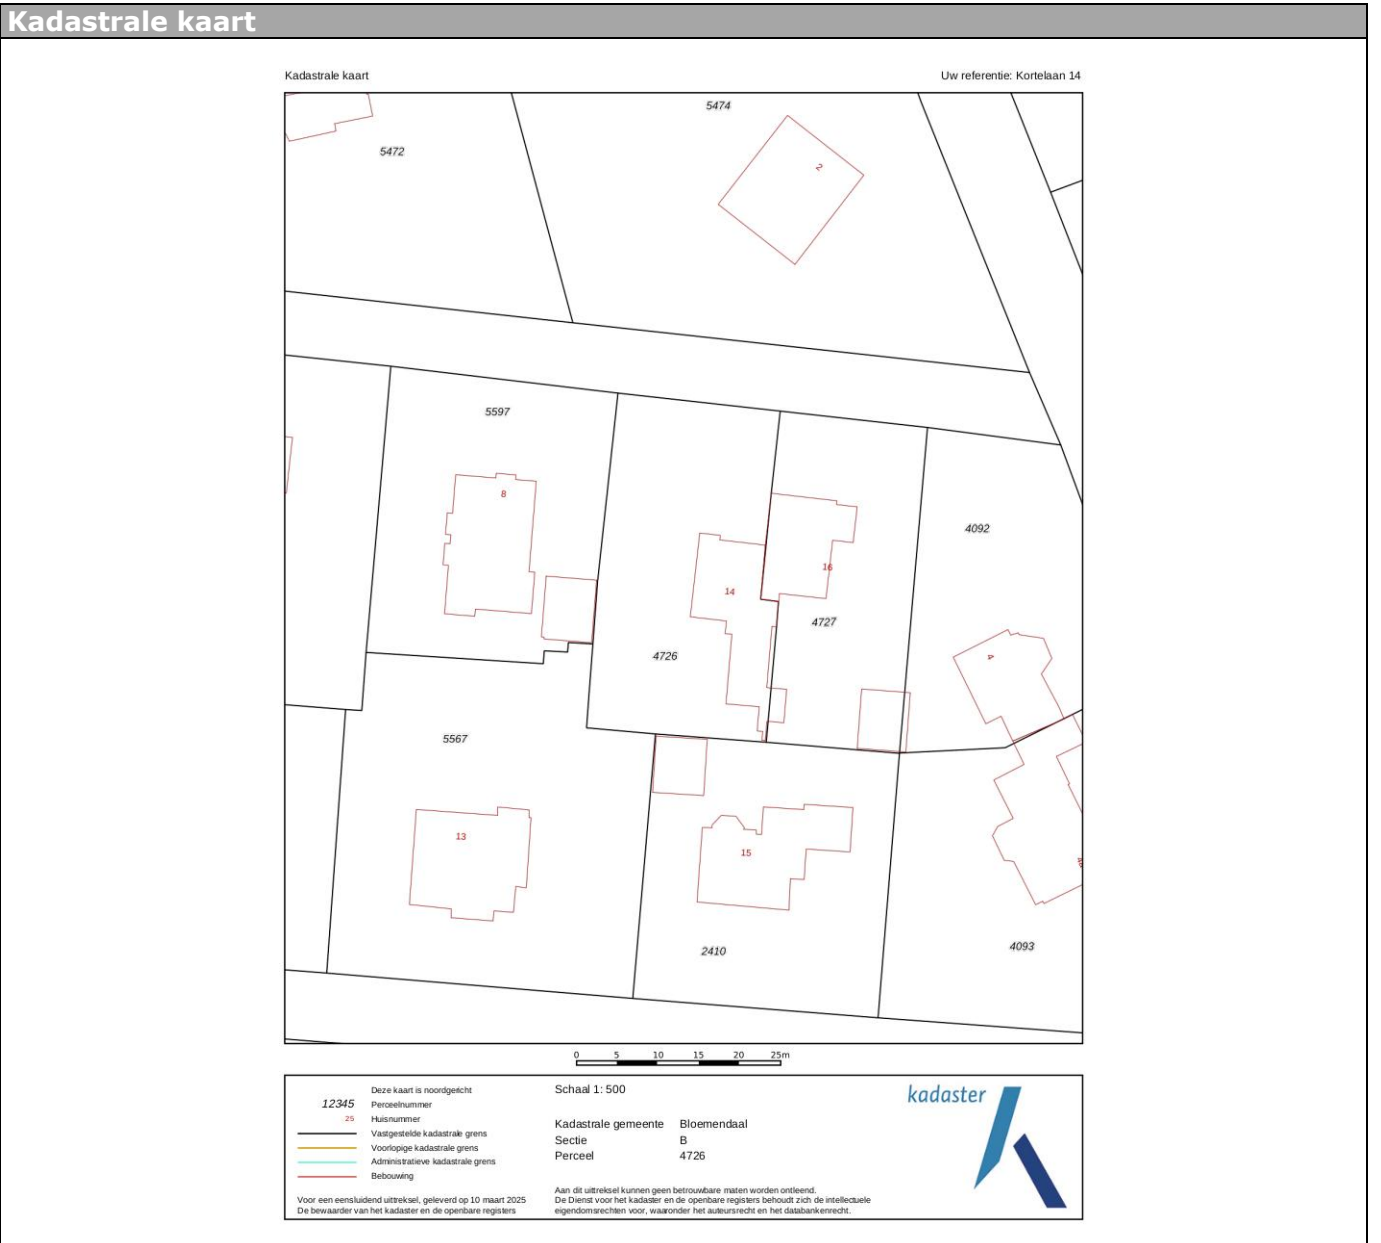 Kadastrale kaart
Kadastrale kaart
Uw referentie: Kortelaan 14
5474
5472
2
5597
8
4092
16
14
4727
4726
4
5567
13
15
2410
4093
0 5 10 15 20 25m
Deze kaart is noordgericht
12345 Perceelnummer
25 Huisnummer
Vastgestelde kadastrale grens
Voorlopige kadastrale grens
Administratieve kadastrale grens
Bebouwing
Voor een eensluidend uittreksel, geleverd op 10 maart 2025
De bewaarder van het kadaster en de openbare registers
Schaal 1: 500
Kadastrale gemeente Bloemendaal
Sectie B
Perceel 4726
Aan dit uittreksel kunnen geen betrouwbare maten worden ontleend.
De Dienst voor het kadaster en de openbare registers behoudt zich de intellectuele
eigendomsrechten voor, waaronder het auteursrecht en het databankenrecht.
kadaster